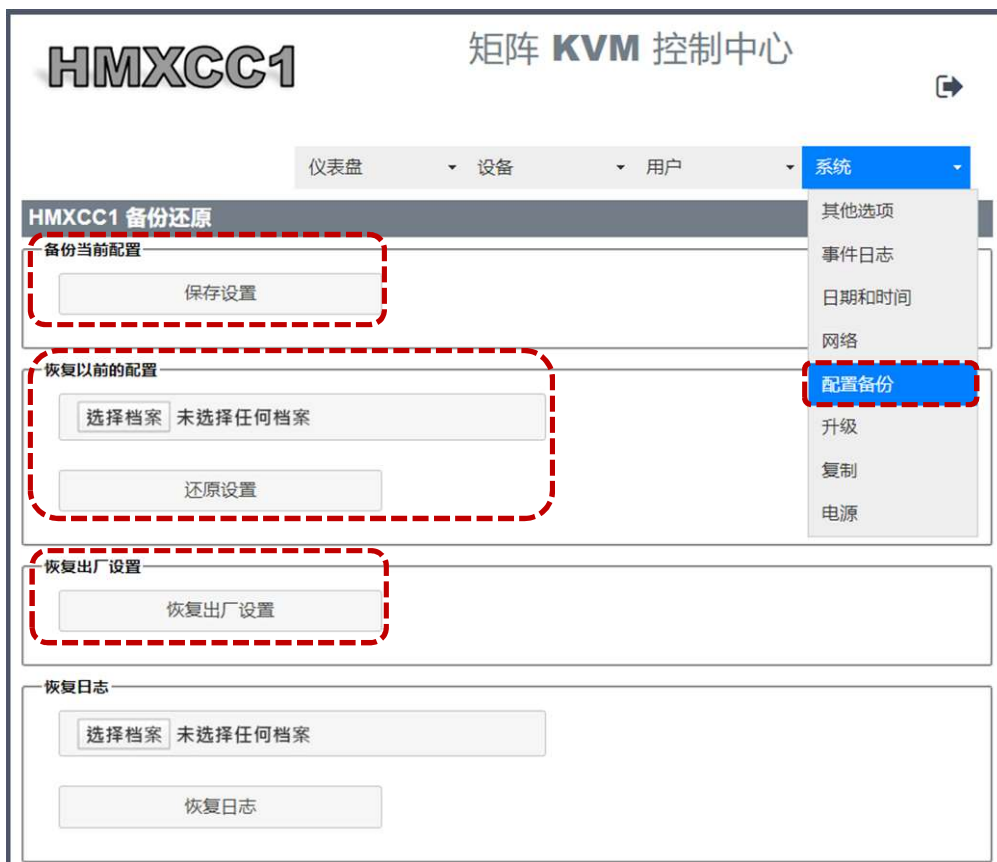 HMXCC1
矩阵 KVM 控制中心
仪表盘 设备 用户 系统
其他选项
事件日志
日期和时间
网络
配置备份
升级
复制
电源
HMXCC1 备份还原
备份当前配置
保存设置
恢复以前的配置
选择档案 未选择任何档案
还原设置
恢复出厂设置
恢复出厂设置
恢复日志
选择档案 未选择任何档案
恢复日志